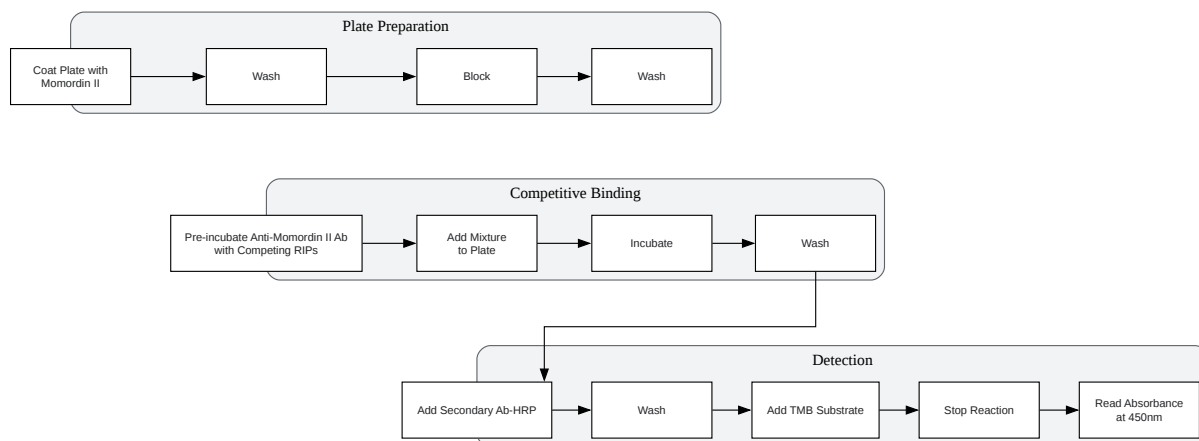 Plate Preparation
Coat Plate with
Momordin II
Wash
Block
Wash
Competitive Binding
Pre-incubate Anti-Momordin II Ab
with Competing RIPs
Add Mixture
to Plate
Incubate
Wash
Detection
Add Secondary Ab-HRP
Wash
Add TMB Substrate
Stop Reaction
Read Absorbance
at 450nm